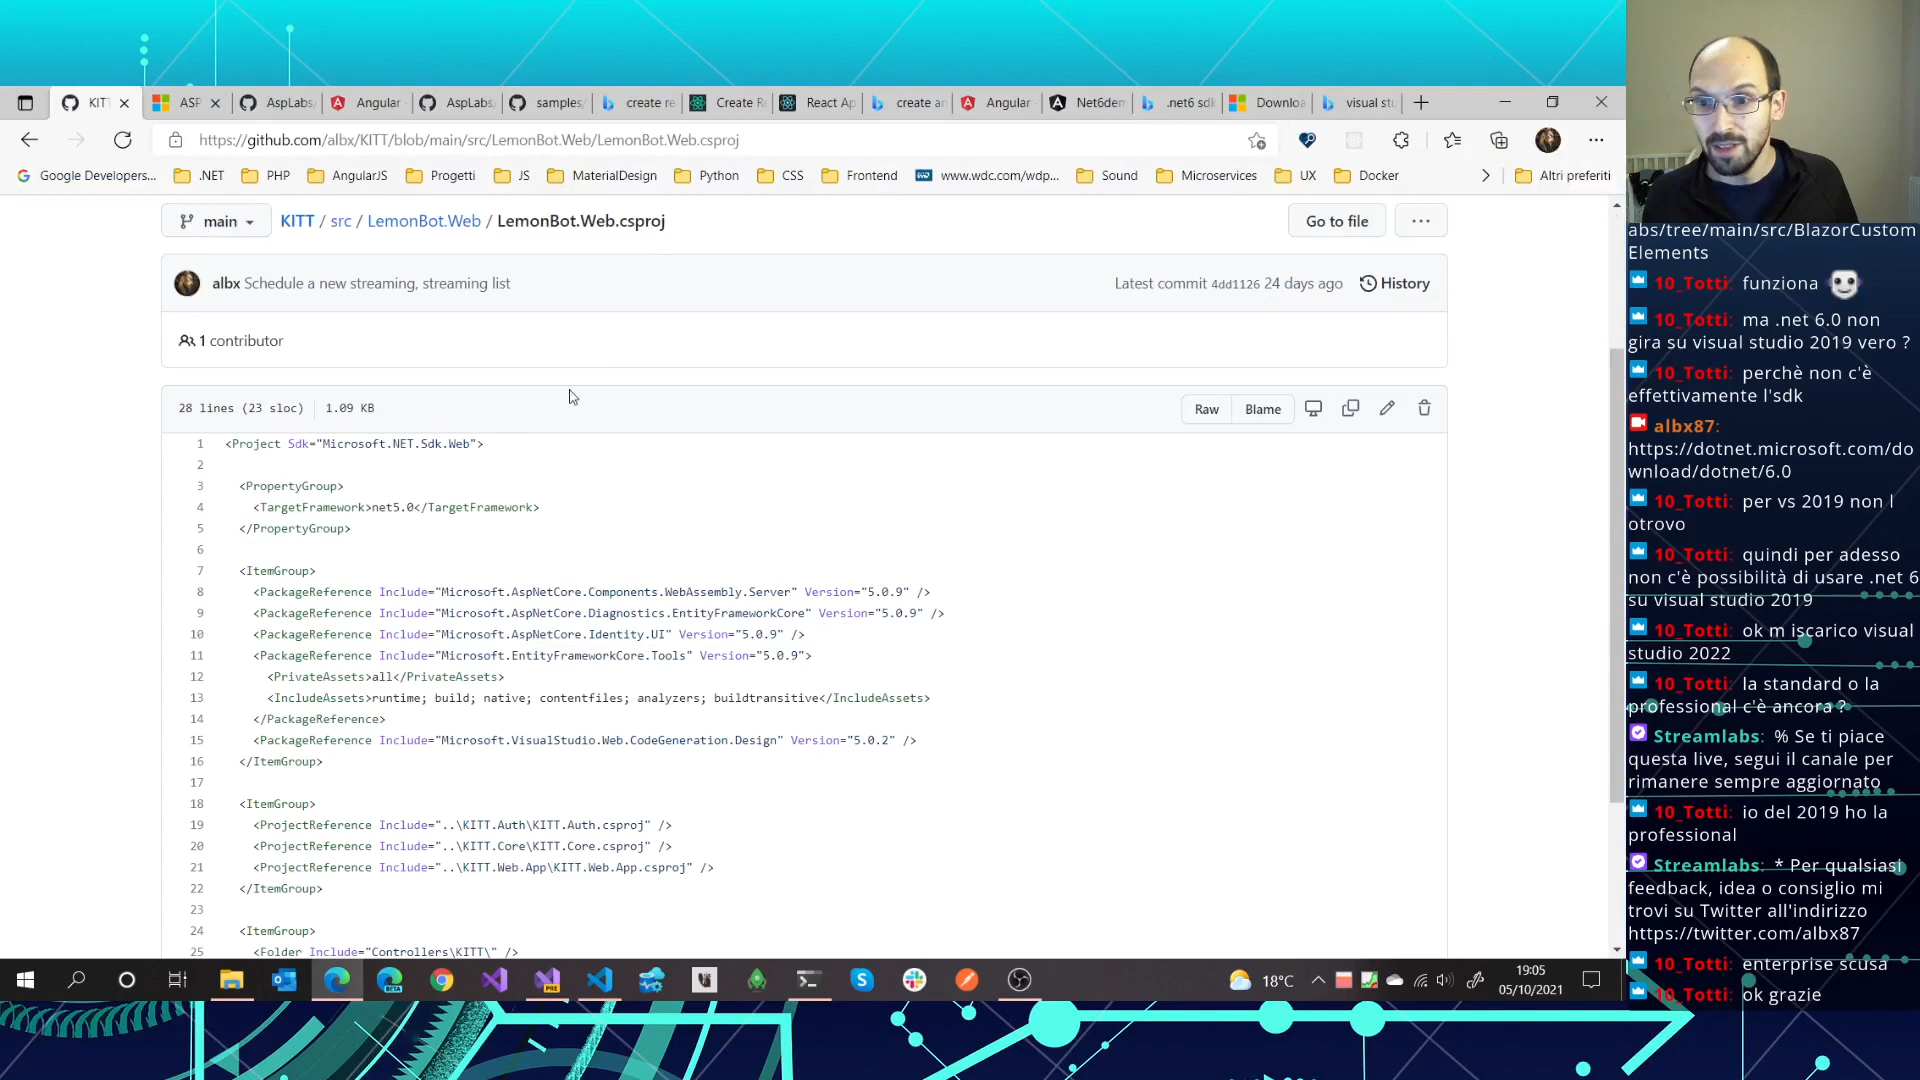 KIT
ASP
AspLabs
Angular
AspLabs
samples/
create re
Create R
React Ap
create an
Angular
Net6dem
.net6 sdk
Downloa
visual stu
https://github.com/albx/KITT/blob/main/src/LemonBot.Web/LemonBot.Web.csproj
Google Developers...
.NET
PHP
AngularJS
Progetti
JS
MaterialDesign
Python
CSS
Frontend
www.wdc.com/wdp...
Sound
Microservices
UX
Docker
Altri preferiti
main
KITT / src / LemonBot.Web / LemonBot.Web.csproj
Go to file
albx Schedule a new streaming, streaming list
Latest commit 4dd1126 24 days ago
History
1 contributor
28 lines (23 sloc)
1.09 KB
Raw
Blame
1 <Project Sdk="Microsoft.NET.Sdk.Web">
2
3 <PropertyGroup>
4 <TargetFramework>net5.0</TargetFramework>
5 </PropertyGroup>
6
7 <ItemGroup>
8 <PackageReference Include="Microsoft.AspNetCore.Components.WebAssembly.Server" Version="5.0.9" />
9 <PackageReference Include="Microsoft.AspNetCore.Diagnostics.EntityFrameworkCore" Version="5.0.9" />
10 <PackageReference Include="Microsoft.AspNetCore.Identity.UI" Version="5.0.9" />
11 <PackageReference Include="Microsoft.EntityFrameworkCore.Tools" Version="5.0.9">
12 <PrivateAssets>all</PrivateAssets>
13 <IncludeAssets>runtime; build; native; contentfiles; analyzers; buildtransitive</IncludeAssets>
14 </PackageReference>
15 <PackageReference Include="Microsoft.VisualStudio.Web.CodeGeneration.Design" Version="5.0.2" />
16 </ItemGroup>
17
18 <ItemGroup>
19 <ProjectReference Include="..\KITT.Auth\KITT.Auth.csproj" />
20 <ProjectReference Include="..\KITT.Core\KITT.Core.csproj" />
21 <ProjectReference Include="..\KITT.Web.App\KITT.Web.App.csproj" />
22 </ItemGroup>
23
24 <ItemGroup>
25 <Folder Include="Controllers\KITT\" />
18°C
19:05
05/10/2021
abs/tree/main/src/BlazorCustom
Elements
10_Totti: funziona
10_Totti: ma .net 6.0 non
gira su visual studio 2019 vero ?
10_Totti: perchè non c'è
effettivamente l'sdk
albx87:
https://dotnet.microsoft.com/do
wnload/dotnet/6.0
10_Totti: per vs 2019 non l
otrovo
10_Totti: quindi per adesso
non c'è possibilità di usare .net 6
su visual studio 2019
10_Totti: ok m iscarico visual
studio 2022
10_Totti: la standard o la
professional c'è ancora ?
Streamlabs: % Se ti piace
questa live, segui il canale per
rimanere sempre aggiornato
10_Totti: io del 2019 ho la
professional
Streamlabs: * Per qualsiasi
feedback, idea o consiglio mi
trovi su Twitter all'indirizzo
https://twitter.com/albx87
10_Totti: enterprise scusa
10_Totti: ok grazie